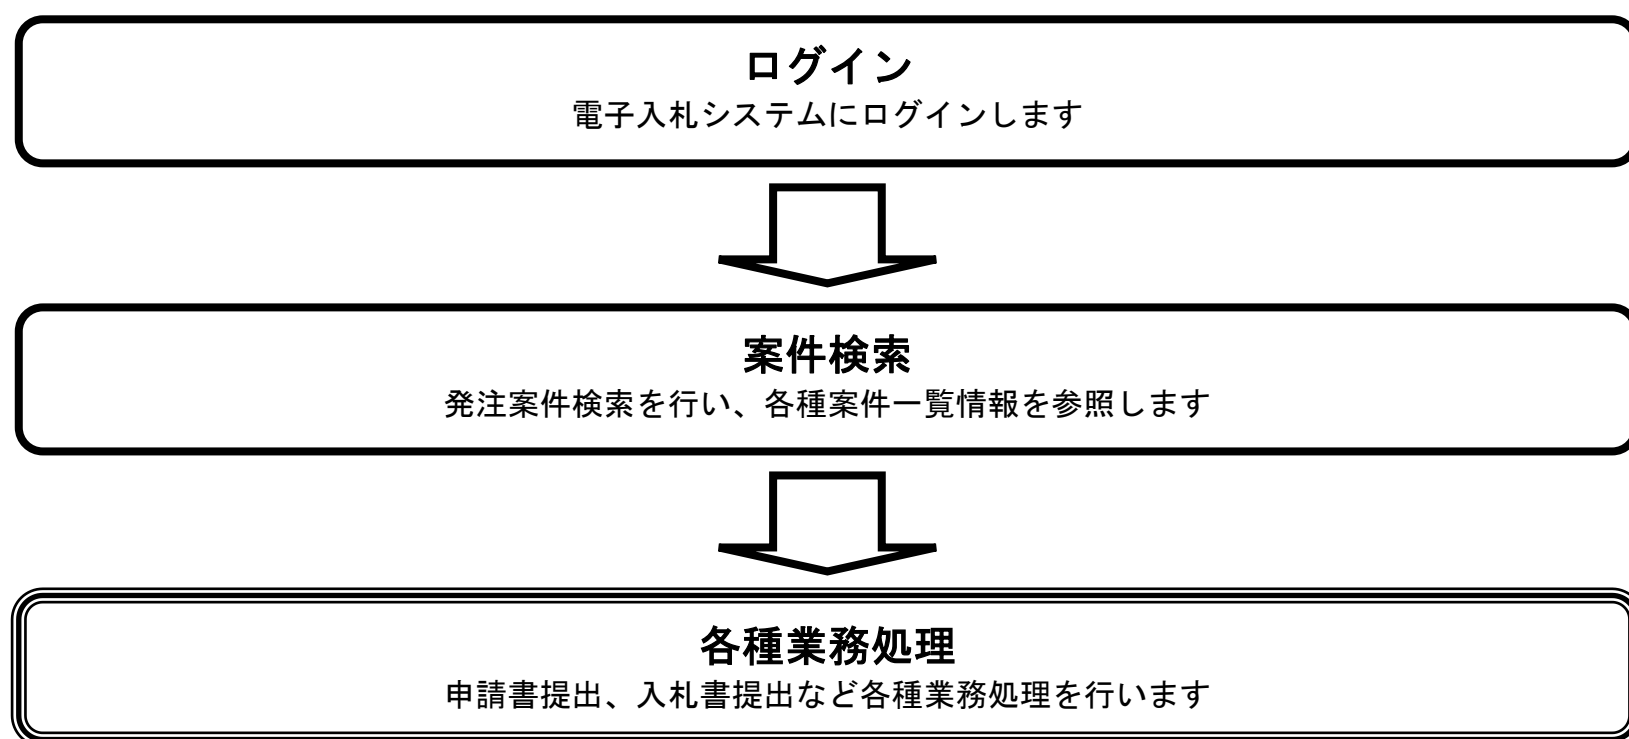 ログイン
電子入札システムにログインします
案件検索
発注案件検索を行い、各種案件一覧情報を参照します
各種業務処理
申請書提出、入札書提出など各種業務処理を行います